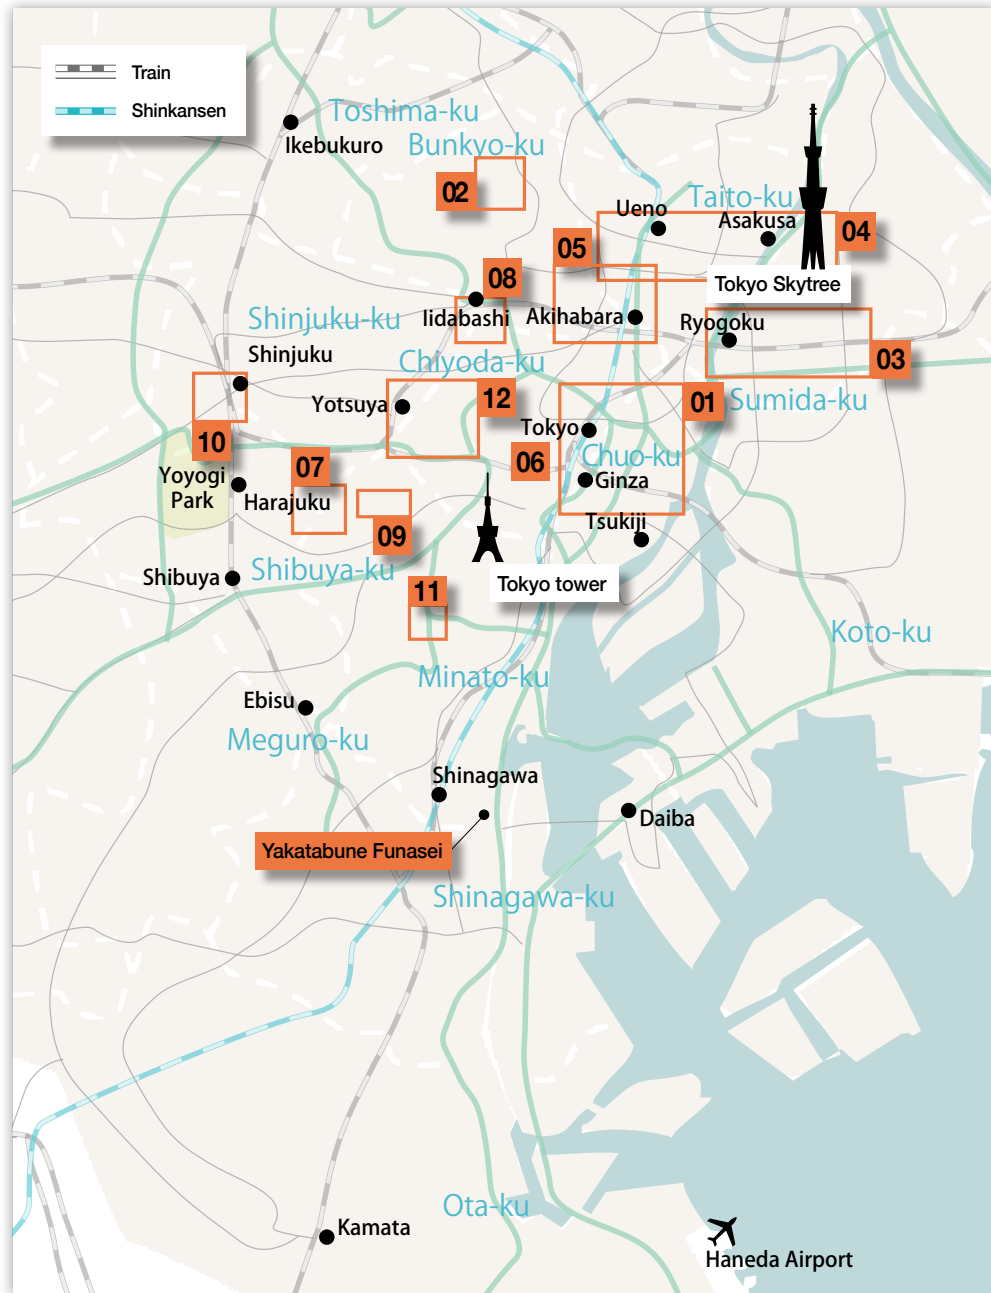 Train
Shinkansen
Toshima-ku
Ikebukuro
Bunkyo-ku
02
Taito-ku
Ueno
Asakusa
04
05
Tokyo Skytree
08
Iidabashi
Akihabara
Ryogoku
03
Shinjuku-ku
Shinjuku
Chiyoda-ku
Yotsuya
12
01
Sumida-ku
Tokyo
10
06
Chuo-ku
Yoyogi
Park
07
Harajuku
Ginza
09
Tsukiji
Shibuya
Shibuya-ku
Tokyo tower
11
Koto-ku
Minato-ku
Ebisu
Meguro-ku
Shinagawa
Daiba
Yakatabune Funasei
Shinagawa-ku
Ota-ku
Kamata
Haneda Airport